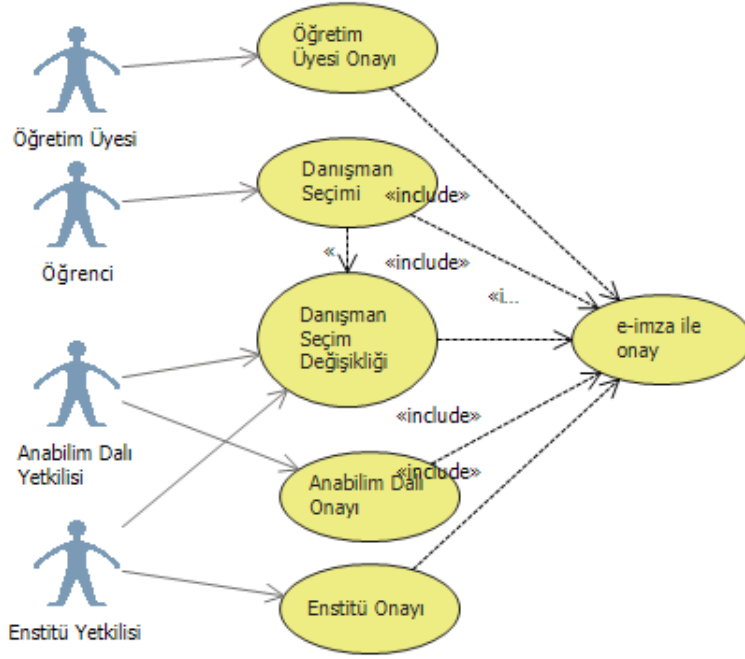 Öğretim
Üyesi Onayı
Öğretim Üyesi
Danışman
Seçimi
«include»
Öğrenci
«...
«include»
«i...
Danışman
Seçim
Değişikliği
e-imza ile
onay
«include»
Anabilim Dalı
Yetkilisi
«include»
Anabilim Dalı
Onayı
Enstitü Onayı
Enstitü Yetkilisi